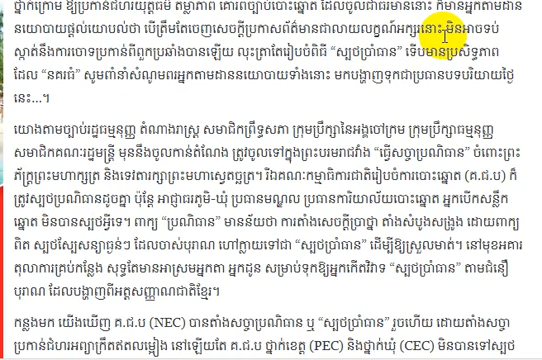 ថ្នាក់ក្រោម ឱ្យប្រកាន់ជំហរយុត្តិធម៌ តម្លាភាព គោរពច្បាប់បោះឆ្នោត ដែលចូលជាធរមាននោះ ក៏មានអ្នកតាមដាន
នយោបាយផ្ដល់យោបល់ថា បើត្រឹមតែចេញសេចក្ដីប្រកាសព័ត៌មានជាលាយលក្ខណ៍អក្សរនោះ មិនអាចទប់
ស្កាត់នឹងការចោទប្រកាន់ពីពួកប្រឆាំងបានឡើយ លុះត្រាតែរៀបចំពិធី “ស្បថប្រាំធាន” ទើបមានប្រសិទ្ធភាព
ដែល “នគរធំ” សូមពាំនាំសំណូមពរអ្នកតាមដាននយោបាយទាំងនោះ មកបង្ហាញទុកជាប្រធានបទបរិយាយថ្ងៃ
នេះ...។
យោងតាមច្បាប់រដ្ឋធម្មនុញ្ញ តំណាងរាស្ត្រ សមាជិកព្រឹទ្ធសភា ក្រុមប្រឹក្សានៃអង្គចៅក្រម ក្រុមប្រឹក្សាធម្មនុញ្ញ
សមាជិកគណៈរដ្ឋមន្ត្រី មុននឹងចូលកាន់តំណែង ត្រូវចូលទៅក្នុងព្រះបរមរាជវាំង “ធ្វើសច្ចាប្រណិធាន” ចំពោះព្រះ
ភ័ក្ត្រព្រះមហាក្សត្រ និងទេវតារក្សាព្រះមហាស្វេតច្ឆត្រ។ រីឯគណៈកម្មាធិការជាតិរៀបចំការបោះឆ្នោត (គ.ជ.ប) ក៏
ត្រូវស្បថប្រណិធានដូចគ្នា ប៉ុន្តែ អាជ្ញាធរភូមិ-ឃុំ ប្រធានមណ្ឌល ប្រធានការិយាល័យបោះឆ្នោត អ្នកបើកសន្លឹក
ឆ្នោត មិនបានស្បថអ្វីទេ។ ពាក្យ “ប្រណិធាន” មានន័យថា ការតាំងសេចក្ដីប្រាថ្នា តាំងសំបូងសង្រូង ដោយពាក្យ
ពិត ស្បថស្បែសន្យាធ្ងន់ៗ ដែលចាស់បុរាណ ហៅក្លាយទៅជា “ស្បថប្រាំធាន” ដើម្បីឱ្យស្រួលមាត់។ នៅមុខអគារ
តុលាការគ្រប់កន្លែង សុទ្ធតែមានអាស្រមអ្នកតា អ្នកដូន សម្រាប់ទុកឱ្យអ្នកកើតវិវាទ “ស្បថប្រាំធាន” តាមជំនឿ
បុរាណ ដែលបង្ហាញពីអត្តសញ្ញាណជាតិខ្មែរ។
កន្លងមក យើងឃើញ គ.ជ.ប (NEC) បានតាំងសច្ចាប្រណិធាន ឬ “ស្បថប្រាំធាន” រួចហើយ ដោយតាំងសច្ចា
ប្រកាន់ជំហរអព្យាក្រឹតឥតលម្អៀង នៅឡើយតែ គ.ជ.ប ថ្នាក់ខេត្ត (PEC) និងថ្នាក់ឃុំ (CEC) មិនបានទៅស្បថ